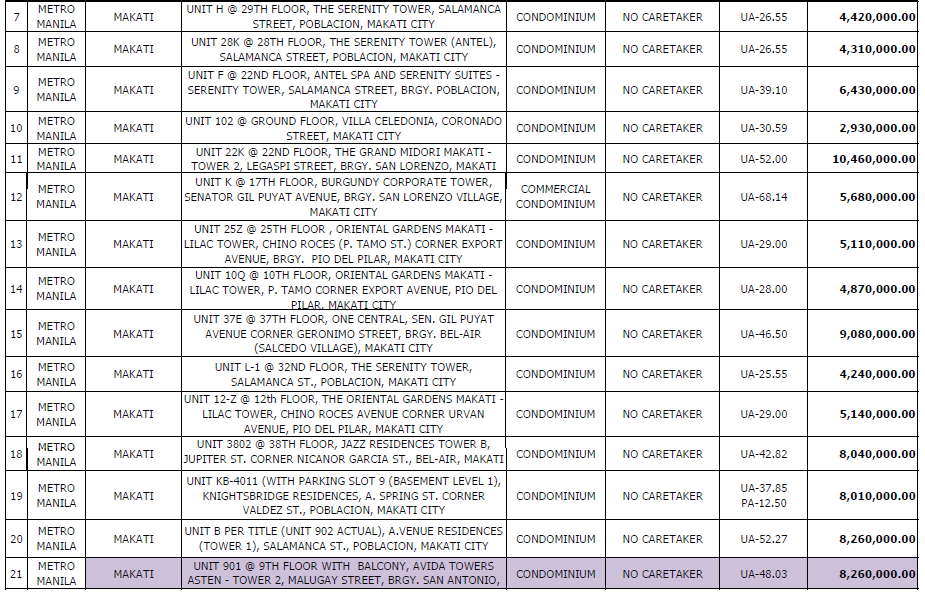 7 METRO MANILA MAKATI UNIT H @ 29TH FLOOR, THE SERENITY TOWER, SALAMANCA STREET, POBLACION, MAKATI CITY CONDOMINIUM NO CARETAKER UA-26.55 4,420,000.00
8 METRO MANILA MAKATI UNIT 28K @ 28TH FLOOR, THE SERENITY TOWER (ANTEL), SALAMANCA STREET, POBLACION, MAKATI CITY CONDOMINIUM NO CARETAKER UA-26.55 4,310,000.00
9 METRO MANILA MAKATI UNIT F @ 22ND FLOOR, ANTEL SPA AND SERENITY SUITES - SERENITY TOWER, SALAMANCA STREET, BRGY. POBLACION, MAKATI CITY CONDOMINIUM NO CARETAKER UA-39.10 6,430,000.00
10 METRO MANILA MAKATI UNIT 102 @ GROUND FLOOR, VILLA CELEDONIA, CORONADO STREET, MAKATI CITY CONDOMINIUM NO CARETAKER UA-30.59 2,930,000.00
11 METRO MANILA MAKATI UNIT 22K @ 22ND FLOOR, THE GRAND MIDORI MAKATI - TOWER 2, LEGASPI STREET, BRGY. SAN LORENZO, MAKATI CONDOMINIUM NO CARETAKER UA-52.00 10,460,000.00
12 METRO MANILA MAKATI UNIT K @ 17TH FLOOR, BURGUNDY CORPORATE TOWER, SENATOR GIL PUYAT AVENUE, BRGY. SAN LORENZO VILLAGE, MAKATI CITY COMMERCIAL CONDOMINIUM NO CARETAKER UA-68.14 5,680,000.00
13 METRO MANILA MAKATI UNIT 25Z @ 25TH FLOOR , ORIENTAL GARDENS MAKATI - LILAC TOWER, CHINO ROCES (P. TAMO ST.) CORNER EXPORT AVENUE, BRGY. PIO DEL PILAR, MAKATI CITY CONDOMINIUM NO CARETAKER UA-29.00 5,110,000.00
14 METRO MANILA MAKATI UNIT 10Q @ 10TH FLOOR, ORIENTAL GARDENS MAKATI - LILAC TOWER, P. TAMO CORNER EXPORT AVENUE, PIO DEL PILAR, MAKATI CITY CONDOMINIUM NO CARETAKER UA-28.00 4,870,000.00
15 METRO MANILA MAKATI UNIT 37E @ 37TH FLOOR, ONE CENTRAL, SEN. GIL PUYAT AVENUE CORNER GERONIMO STREET, BRGY. BEL-AIR (SALCEDO VILLAGE), MAKATI CITY CONDOMINIUM NO CARETAKER UA-46.50 9,080,000.00
16 METRO MANILA MAKATI UNIT L-1 @ 32ND FLOOR, THE SERENITY TOWER, SALAMANCA ST., POBLACION, MAKATI CITY CONDOMINIUM NO CARETAKER UA-25.55 4,240,000.00
17 METRO MANILA MAKATI UNIT 12-Z @ 12th FLOOR, THE ORIENTAL GARDENS MAKATI - LILAC TOWER, CHINO ROCES AVENUE CORNER URVAN AVENUE, PIO DEL PILAR, MAKATI CITY CONDOMINIUM NO CARETAKER UA-29.00 5,140,000.00
18 METRO MANILA MAKATI UNIT 3802 @ 38TH FLOOR, JAZZ RESIDENCES TOWER B, JUPITER ST. CORNER NICANOR GARCIA ST., BEL-AIR, MAKATI CONDOMINIUM NO CARETAKER UA-42.82 8,040,000.00
19 METRO MANILA MAKATI UNIT KB-4011 (WITH PARKING SLOT 9 (BASEMENT LEVEL 1), KNIGHTSBRIDGE RESIDENCES, A. SPRING ST. CORNER VALDEZ ST., POBLACION, MAKATI CITY CONDOMINIUM NO CARETAKER UA-37.85 PA-12.50 8,010,000.00
20 METRO MANILA MAKATI UNIT B PER TITLE (UNIT 902 ACTUAL), A.VENUE RESIDENCES (TOWER 1), SALAMANCA ST., POBLACION, MAKATI CITY CONDOMINIUM NO CARETAKER UA-52.27 8,260,000.00
21 METRO MANILA MAKATI UNIT 901 @ 9TH FLOOR WITH BALCONY, AVIDA TOWERS ASTEN - TOWER 2, MALUGAY STREET, BRGY. SAN ANTONIO, CONDOMINIUM NO CARETAKER UA-48.03 8,260,000.00